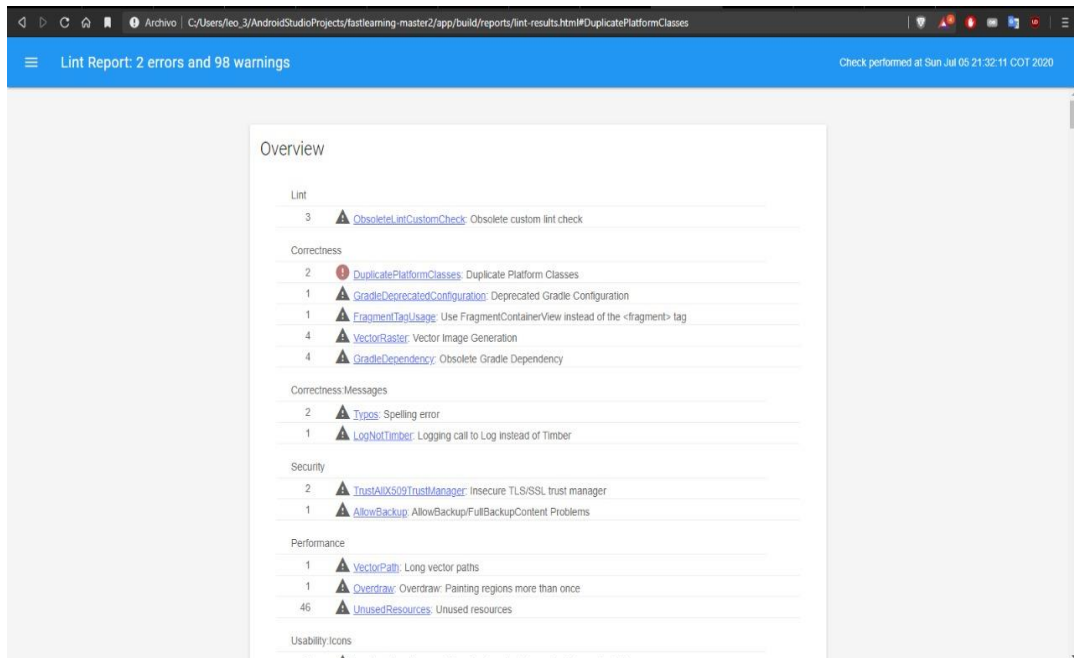 Archivo | C:/Users/leo_3/AndroidStudioProjects/fastlearning-master2/app/build/reports/lint-results.html#DuplicatePlatformClasses
Lint Report: 2 errors and 98 warnings
Check performed at Sun Jul 05 21:32:11 COT 2020
Overview
Lint
3 ObsoleteLintCustomCheck: Obsolete custom lint check
Correctness
2 DuplicatePlatformClasses: Duplicate Platform Classes
1 GradleDeprecatedConfiguration: Deprecated Gradle Configuration
1 FragmentTagUsage: Use FragmentContainerView instead of the <fragment> tag
4 VectorRaster: Vector Image Generation
4 GradleDependency: Obsolete Gradle Dependency
Correctness:Messages
2 Typos: Spelling error
1 LogNotTimber: Logging call to Log instead of Timber
Security
2 TrustAllX509TrustManager: Insecure TLS/SSL trust manager
1 AllowBackup: AllowBackup/FullBackupContent Problems
Performance
1 VectorPath: Long vector paths
1 Overdraw: Overdraw: Painting regions more than once
46 UnusedResources: Unused resources
Usability:Icons